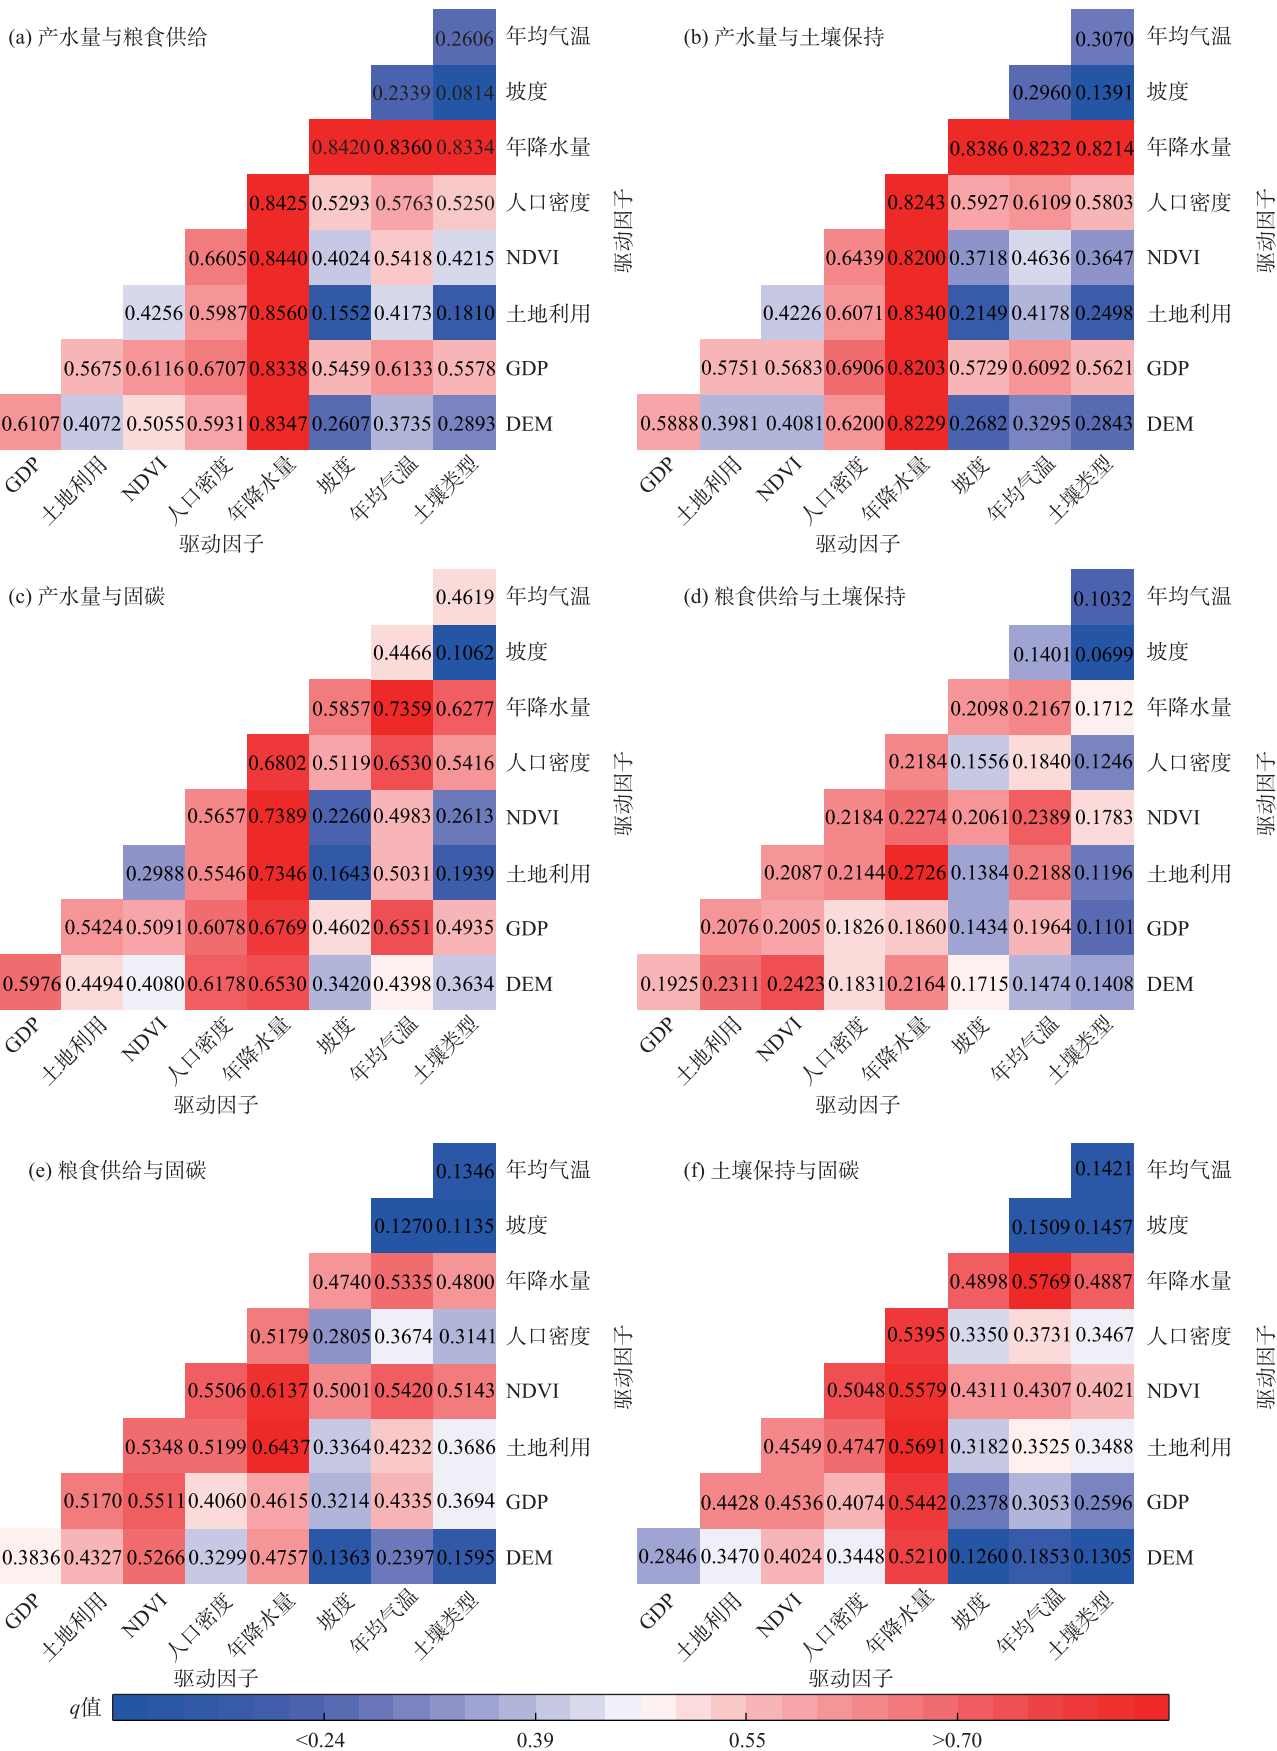 (a) 产水量与粮食供给
0.2606 年均气温
0.2339 0.0814 坡度
0.8420 0.8360 0.8334 年降水量
0.8425 0.5293 0.5763 0.5250 人口密度
0.6605 0.8440 0.4024 0.5418 0.4215 NDVI
0.4256 0.5987 0.8560 0.1552 0.4173 0.1810 土地利用
0.5675 0.6116 0.6707 0.8338 0.5459 0.6133 0.5578 GDP
0.6107 0.4072 0.5055 0.5931 0.8347 0.2607 0.3735 0.2893 DEM
GDP 土地利用 NDVI 人口密度 年降水量 坡度 年均气温 土壤类型
驱动因子
驱动因子
(b) 产水量与土壤保持
0.3070 年均气温
0.2960 0.1391 坡度
0.8386 0.8232 0.8214 年降水量
0.8243 0.5927 0.6109 0.5803 人口密度
0.6439 0.8200 0.3718 0.4636 0.3647 NDVI
0.4226 0.6071 0.8340 0.2149 0.4178 0.2498 土地利用
0.5751 0.5683 0.6906 0.8203 0.5729 0.6092 0.5621 GDP
0.5888 0.3981 0.4081 0.6200 0.8229 0.2682 0.3295 0.2843 DEM
GDP 土地利用 NDVI 人口密度 年降水量 坡度 年均气温 土壤类型
驱动因子
驱动因子
(c) 产水量与固碳
0.4619 年均气温
0.4466 0.1062 坡度
0.5857 0.7359 0.6277 年降水量
0.6802 0.5119 0.6530 0.5416 人口密度
0.5657 0.7389 0.2260 0.4983 0.2613 NDVI
0.2988 0.5546 0.7346 0.1643 0.5031 0.1939 土地利用
0.5424 0.5091 0.6078 0.6769 0.4602 0.6551 0.4935 GDP
0.5976 0.4494 0.4080 0.6178 0.6530 0.3420 0.4398 0.3634 DEM
GDP 土地利用 NDVI 人口密度 年降水量 坡度 年均气温 土壤类型
驱动因子
驱动因子
(d) 粮食供给与土壤保持
0.1032 年均气温
0.1401 0.0699 坡度
0.2098 0.2167 0.1712 年降水量
0.2184 0.1556 0.1840 0.1246 人口密度
0.2184 0.2274 0.2061 0.2389 0.1783 NDVI
0.2087 0.2144 0.2726 0.1384 0.2188 0.1196 土地利用
0.2076 0.2005 0.1826 0.1860 0.1434 0.1964 0.1101 GDP
0.1925 0.2311 0.2423 0.1831 0.2164 0.1715 0.1474 0.1408 DEM
GDP 土地利用 NDVI 人口密度 年降水量 坡度 年均气温 土壤类型
驱动因子
驱动因子
(e) 粮食供给与固碳
0.1346 年均气温
0.1270 0.1135 坡度
0.4740 0.5335 0.4800 年降水量
0.5179 0.2805 0.3674 0.3141 人口密度
0.5506 0.6137 0.5001 0.5420 0.5143 NDVI
0.5348 0.5199 0.6437 0.3364 0.4232 0.3686 土地利用
0.5170 0.5511 0.4060 0.4615 0.3214 0.4335 0.3694 GDP
0.3836 0.4327 0.5266 0.3299 0.4757 0.1363 0.2397 0.1595 DEM
GDP 土地利用 NDVI 人口密度 年降水量 坡度 年均气温 土壤类型
驱动因子
驱动因子
(f) 土壤保持与固碳
0.1421 年均气温
0.1509 0.1457 坡度
0.4898 0.5769 0.4887 年降水量
0.5395 0.3350 0.3731 0.3467 人口密度
0.5048 0.5579 0.4311 0.4307 0.4021 NDVI
0.4549 0.4747 0.5691 0.3182 0.3525 0.3488 土地利用
0.4428 0.4536 0.4074 0.5442 0.2378 0.3053 0.2596 GDP
0.2846 0.3470 0.4024 0.3448 0.5210 0.1260 0.1853 0.1305 DEM
GDP 土地利用 NDVI 人口密度 年降水量 坡度 年均气温 土壤类型
驱动因子
驱动因子
q值
<0.24 0.39 0.55 >0.70